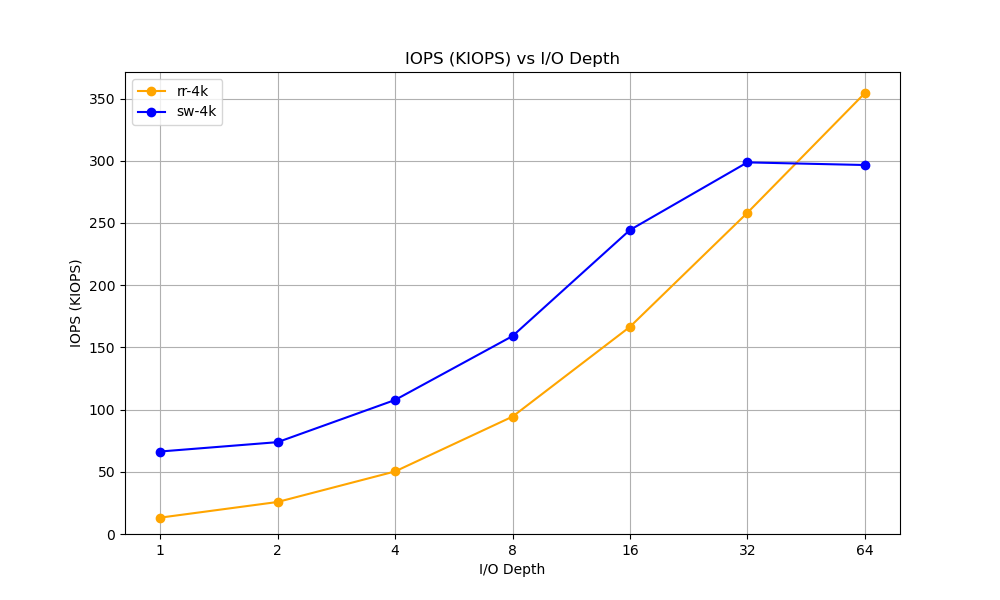 IOPS (KIOPS) vs I/O Depth
rr-4k
sw-4k
IOPS (KIOPS)
350
300
250
200
150
100
50
0
1 2 4 8 16 32 64
I/O Depth